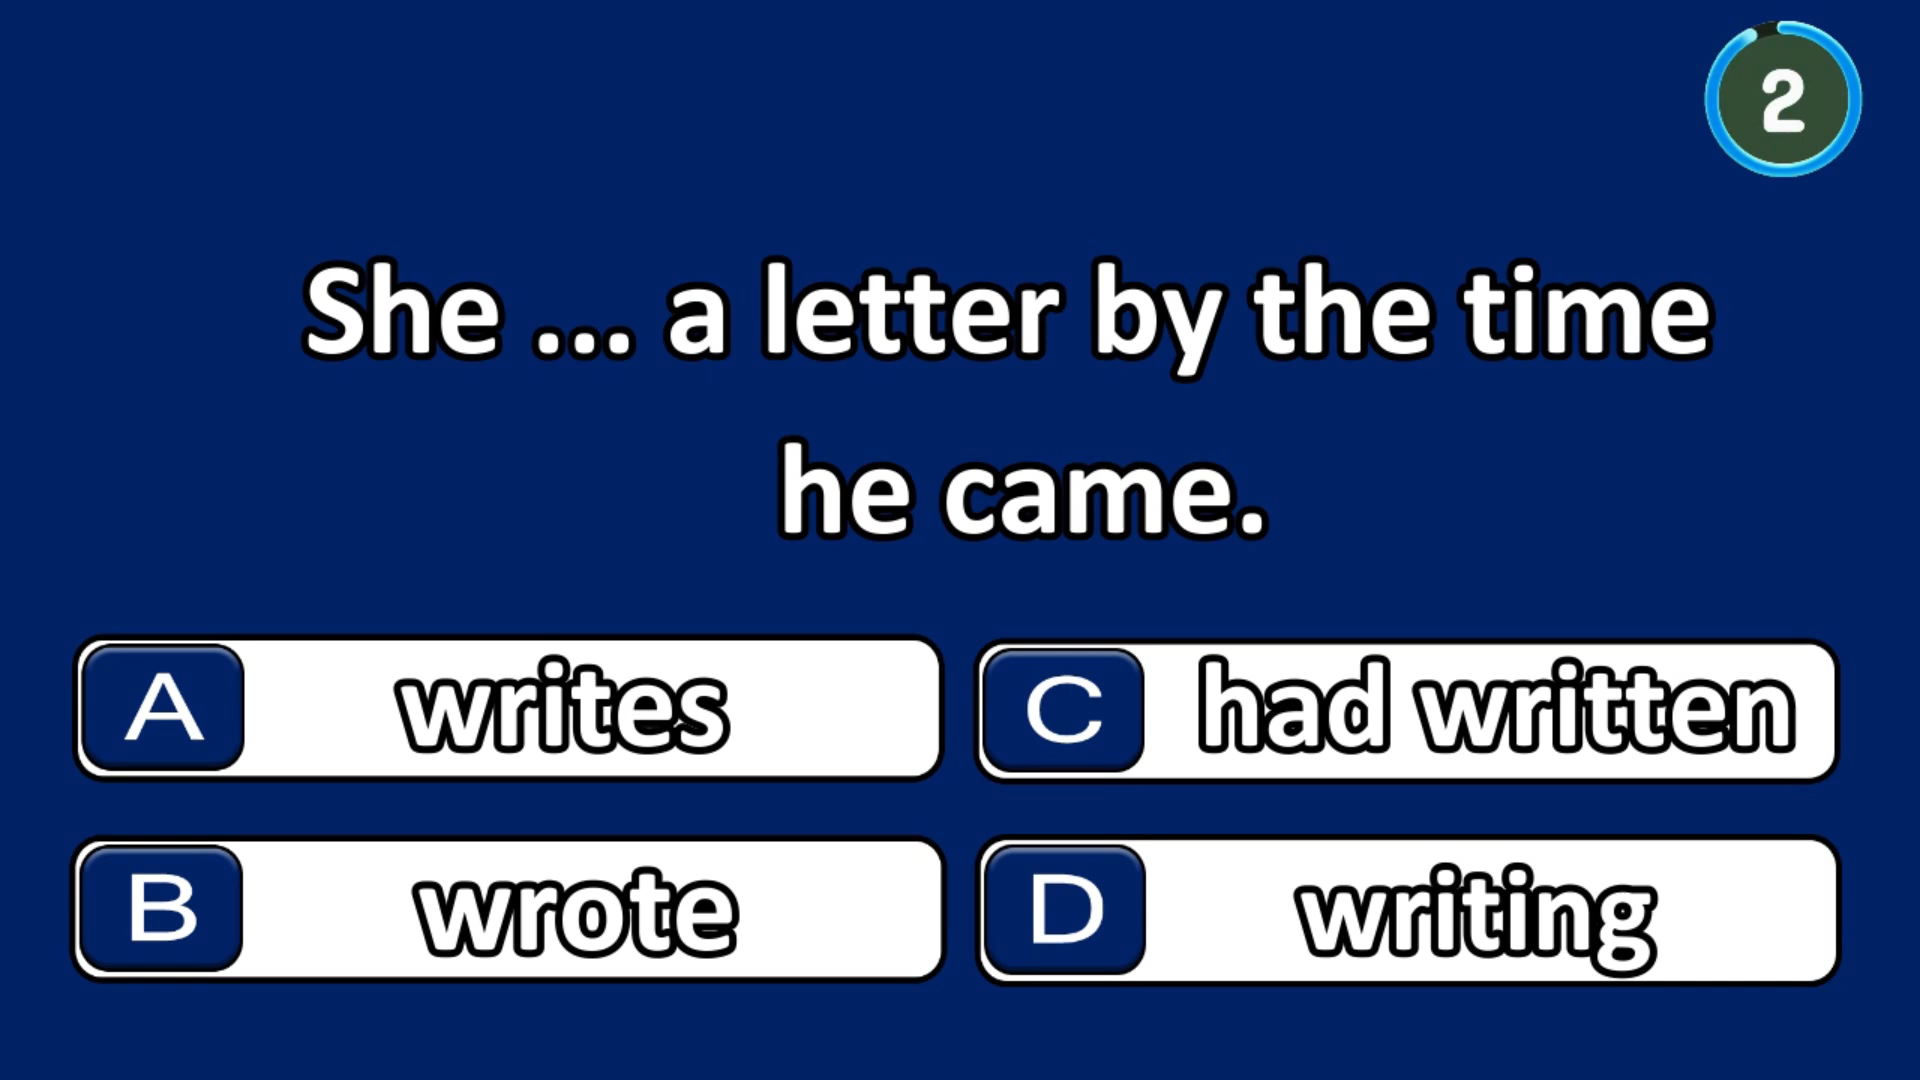 2
She ... a letter by the time
he came.
A writes
C had written
B wrote
D writing